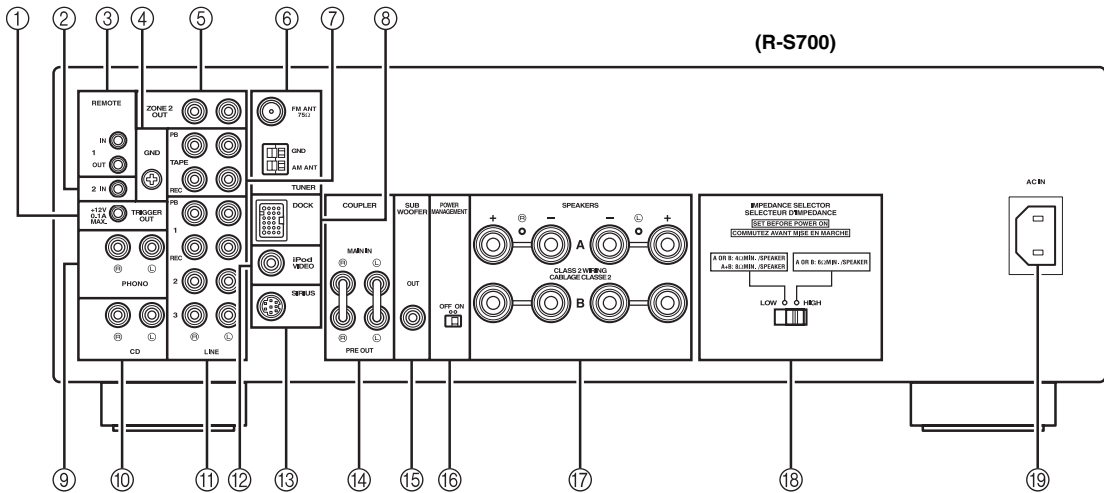 ① ② ③ ④ ⑤ ⑥ ⑦ ⑧
(R-S700)
REMOTE
IN
1
OUT
2 IN
+12V
0.1A
MAX.
TRIGGER
OUT
GND
ZONE 2
OUT
PB
TAPE
REC
PB
1
REC
2
3
R L
LINE
R L
PHONO
R L
CD
FM ANT
75Ω
GND
AM ANT
TUNER
DOCK
iPod
VIDEO
SIRIUS
COUPLER
MAIN IN
R L
R L
PRE OUT
SUB
WOOFER
OUT
POWER
MANAGEMENT
OFF ON
SPEAKERS
+ R − − L +
A
CLASS 2 WIRING
CABLAGE CLASSE 2
B
IMPEDANCE SELECTOR
SELECTEUR D'IMPEDANCE
SET BEFORE POWER ON
COMMUTEZ AVANT MISE EN MARCHE
A OR B: 4ΩMIN. /SPEAKER
A+B: 8ΩMIN. /SPEAKER
A OR B: 6ΩMIN. /SPEAKER
LOW HIGH
AC IN
⑨ ⑩ ⑪ ⑫ ⑬ ⑭ ⑮ ⑯ ⑰ ⑱ ⑲